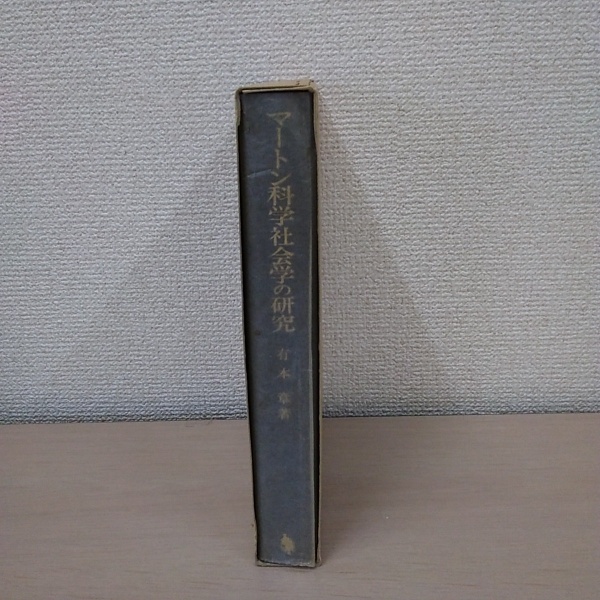 マートン科学社会学の研究
有本章著